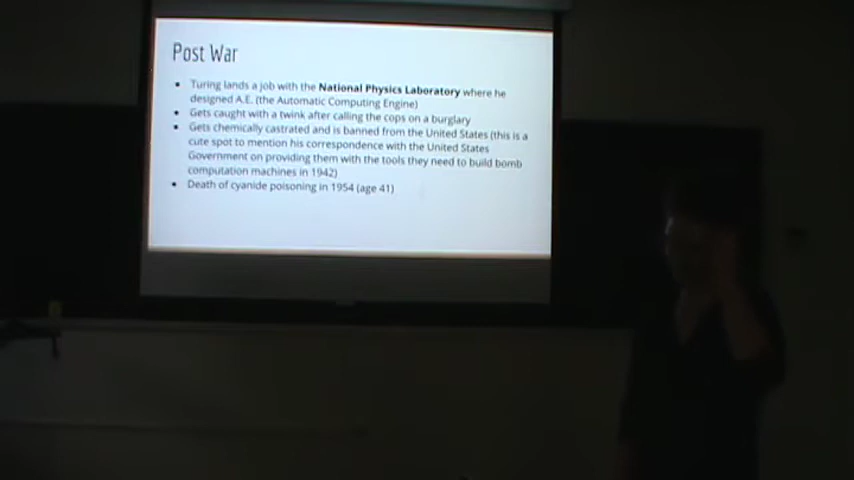 Post War
Turing lands a job with the National Physics Laboratory where he
designed A.E. (the Automatic Computing Engine)
Gets caught with a twink after calling the cops on a burglary
Gets chemically castrated and is banned from the United States (this is a
cute spot to mention his correspondence with the United States
Government on providing them with the tools they need to build bomb
computation machines in 1942)
Death of cyanide poisoning in 1954 (age 41)